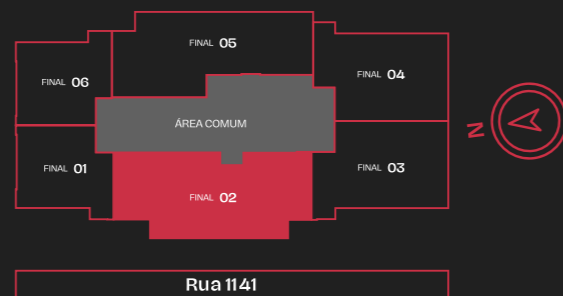 FINAL 05
FINAL 06
FINAL 04
ÁREA COMUM
FINAL 01
FINAL 03
FINAL 02
N
Rua 1141